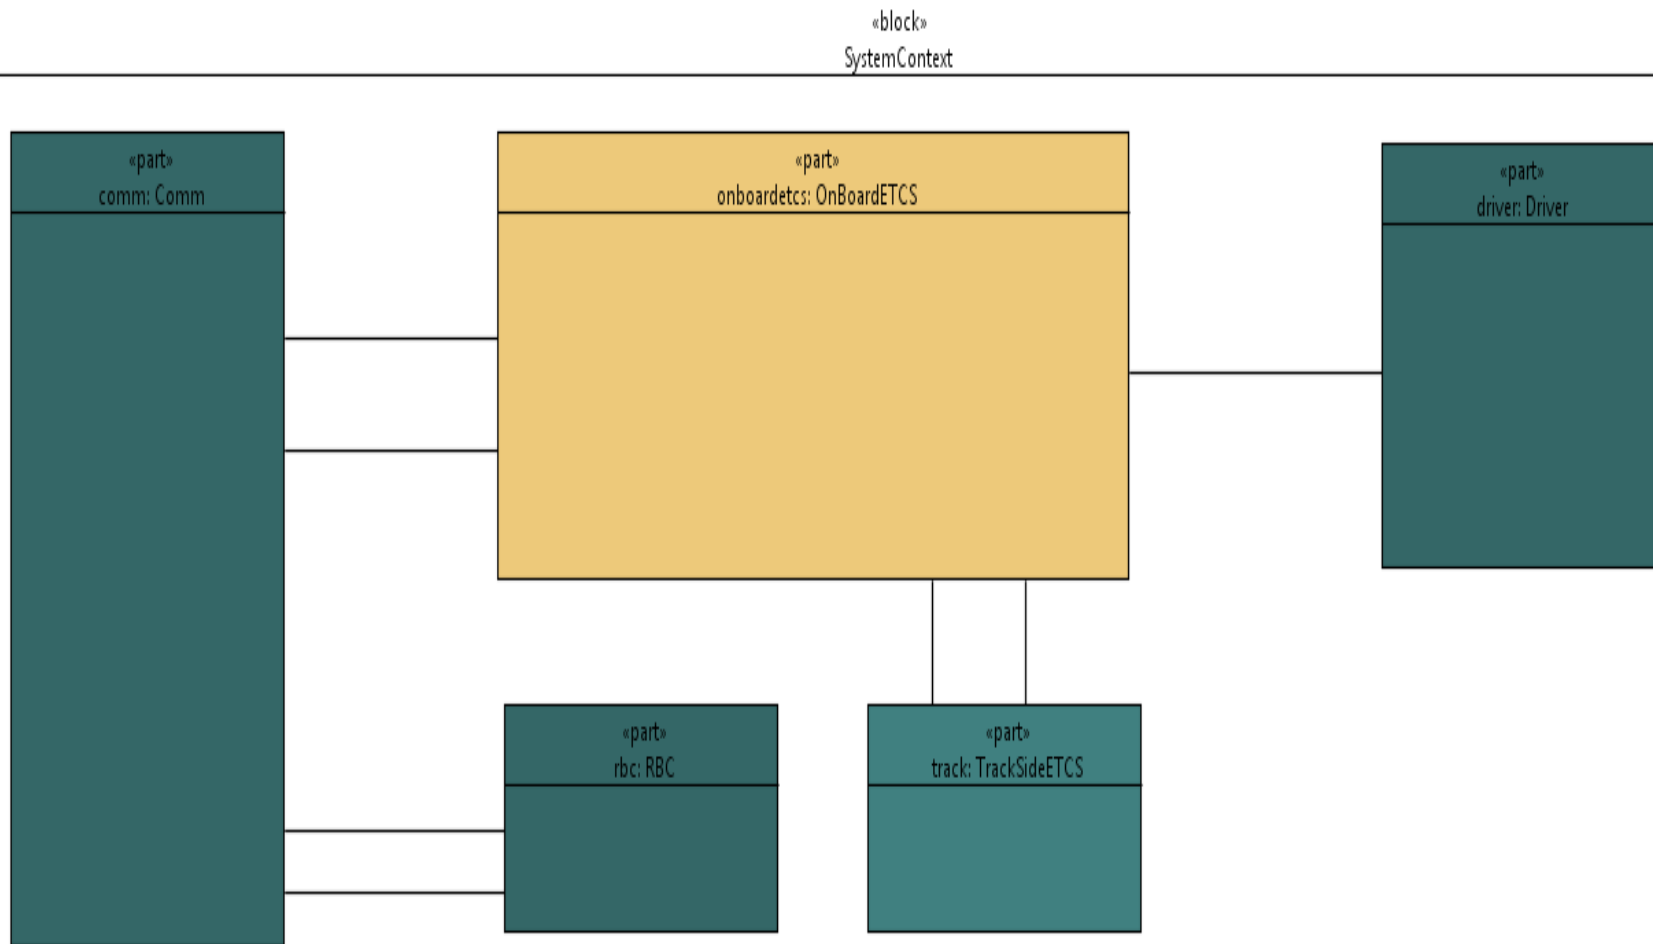 «block»
SystemContext
«part»
comm: Comm
«part»
onboardetcs: OnBoardETCS
«part»
driver: Driver
«part»
rbc: RBC
«part»
track: TrackSideETCS